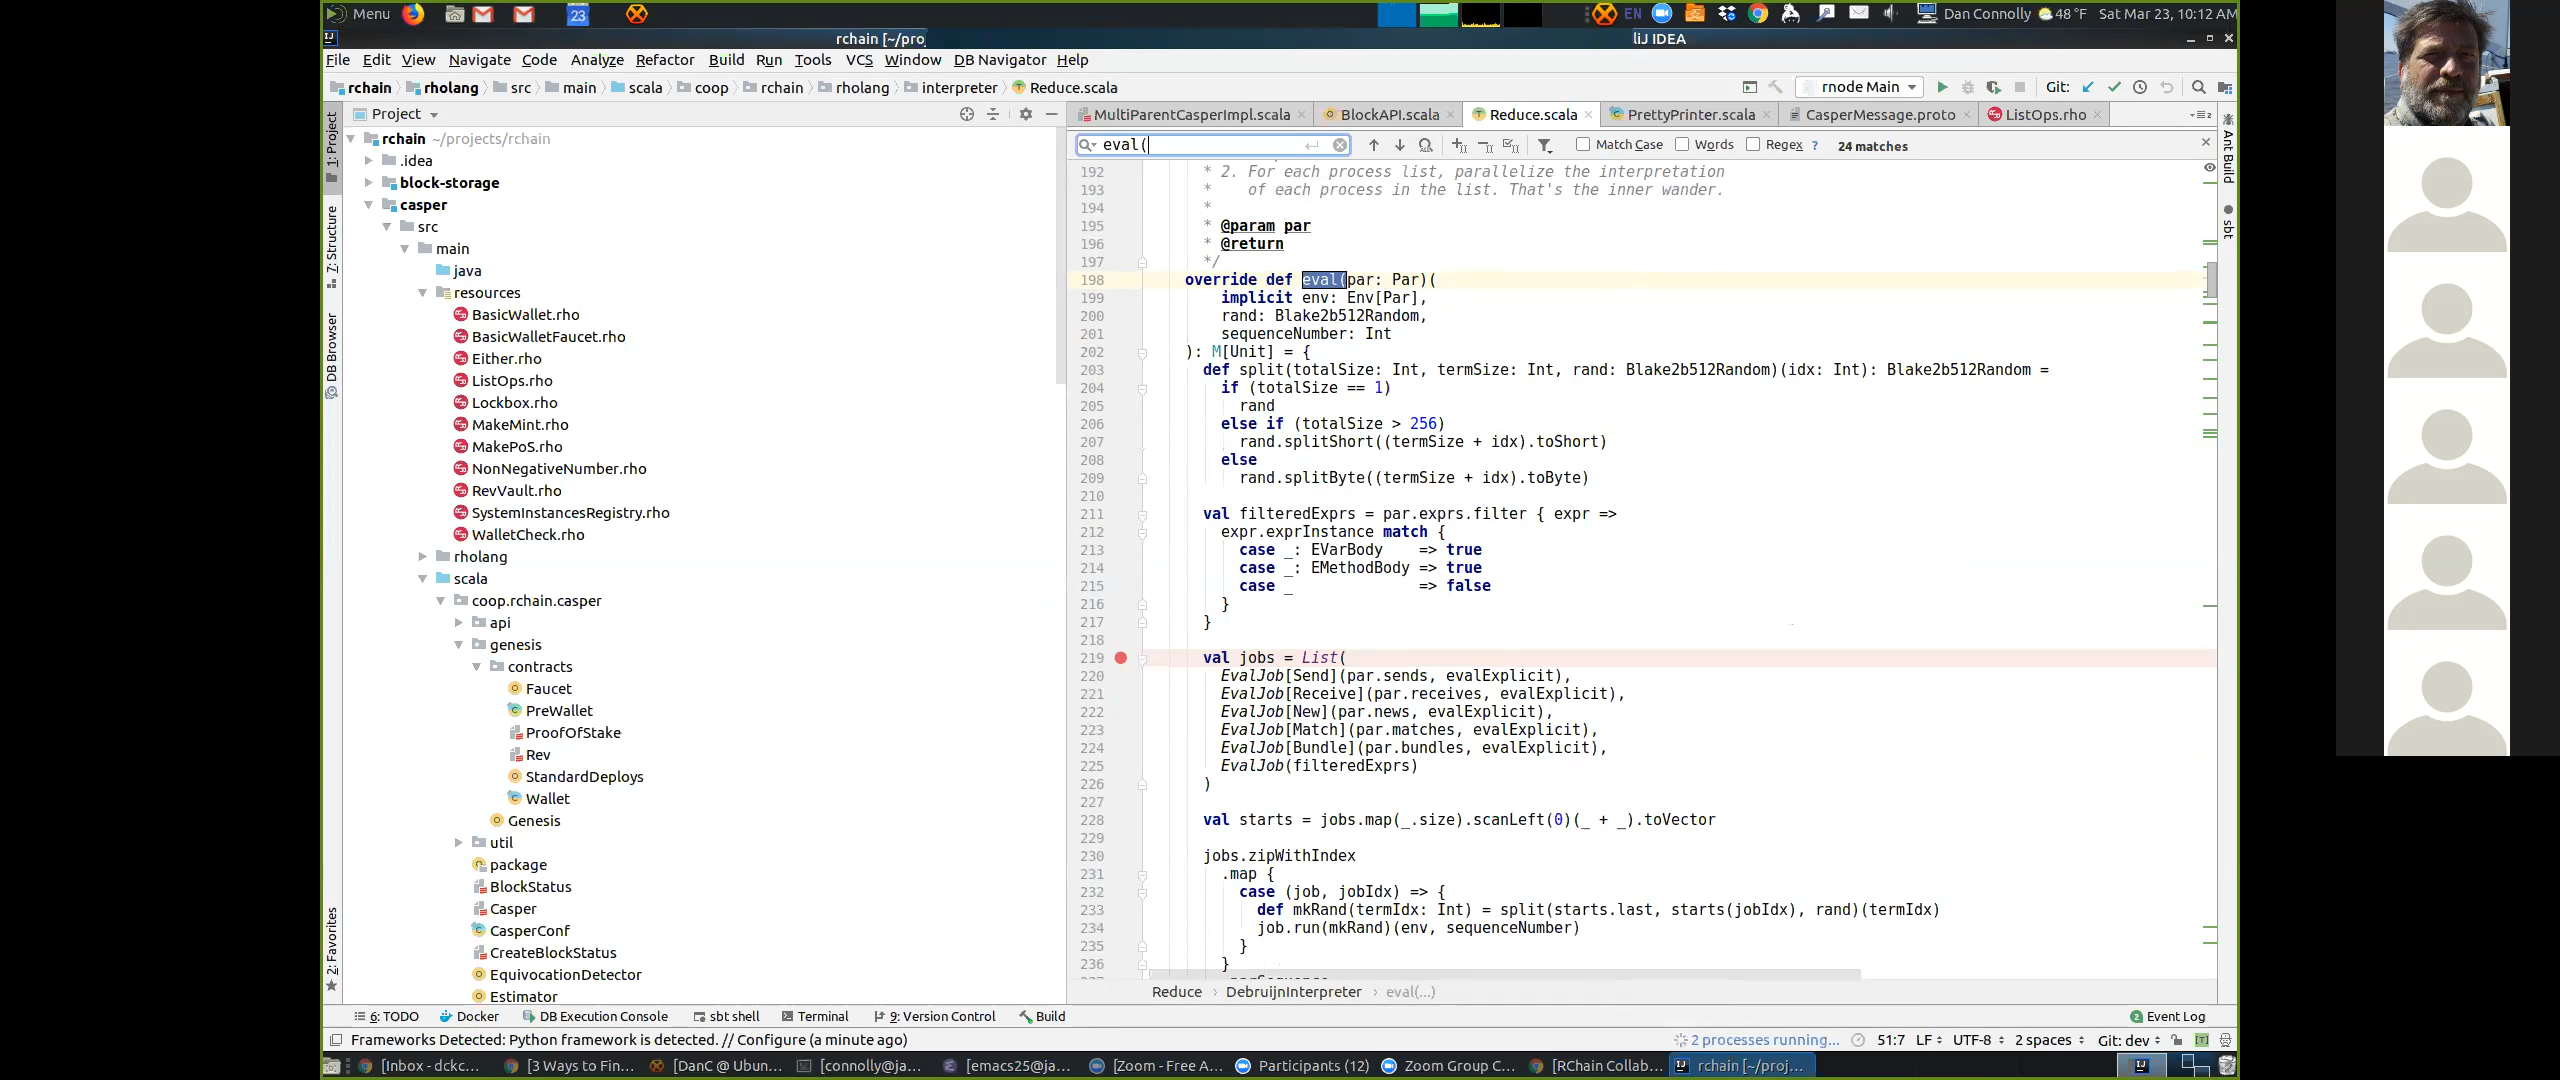 Menu
23
EN
Dan Connolly
48 °F
Sat Mar 23, 10:12 AM
rchain [~/pro
liJ IDEA
File Edit View Navigate Code Analyze Refactor Build Run Tools VCS Window DB Navigator Help
rchain rholang src main scala coop rchain rholang interpreter Reduce.scala
rnode Main
Git:
Project
MultiParentCasperImpl.scala
BlockAPI.scala
Reduce.scala
PrettyPrinter.scala
CasperMessage.proto
ListOps.rho
eval(
Match Case
Words
Regex ?
24 matches
1: Project
7: Structure
DB Browser
2: Favorites
Ant Build
sbt
rchain ~/projects/rchain
.idea
block-storage
casper
src
main
java
resources
BasicWallet.rho
BasicWalletFaucet.rho
Either.rho
ListOps.rho
Lockbox.rho
MakeMint.rho
MakePoS.rho
NonNegativeNumber.rho
RevVault.rho
SystemInstancesRegistry.rho
WalletCheck.rho
rholang
scala
coop.rchain.casper
api
genesis
contracts
Faucet
PreWallet
ProofOfStake
Rev
StandardDeploys
Wallet
Genesis
util
package
BlockStatus
Casper
CasperConf
CreateBlockStatus
EquivocationDetector
Estimator
192 * 2. For each process list, parallelize the interpretation
193 *    of each process in the list. That's the inner wander.
194 *
195 * @param par
196 * @return
197 */
198 override def eval(par: Par)(
199 implicit env: Env[Par],
200 rand: Blake2b512Random,
201 sequenceNumber: Int
202 ): M[Unit] = {
203 def split(totalSize: Int, termSize: Int, rand: Blake2b512Random)(idx: Int): Blake2b512Random =
204 if (totalSize == 1)
205 rand
206 else if (totalSize > 256)
207 rand.splitShort((termSize + idx).toShort)
208 else
209 rand.splitByte((termSize + idx).toByte)
210
211 val filteredExprs = par.exprs.filter { expr =>
212 expr.exprInstance match {
213 case _: EVarBody    => true
214 case _: EMethodBody => true
215 case _              => false
216 }
217 }
218
219 val jobs = List(
220 EvalJob[Send](par.sends, evalExplicit),
221 EvalJob[Receive](par.receives, evalExplicit),
222 EvalJob[New](par.news, evalExplicit),
223 EvalJob[Match](par.matches, evalExplicit),
224 EvalJob[Bundle](par.bundles, evalExplicit),
225 EvalJob(filteredExprs)
226 )
227
228 val starts = jobs.map(_.size).scanLeft(0)(_ + _).toVector
229
230 jobs.zipWithIndex
231 .map {
232 case (job, jobIdx) => {
233 def mkRand(termIdx: Int) = split(starts.last, starts(jobIdx), rand)(termIdx)
234 job.run(mkRand)(env, sequenceNumber)
235 }
236 }
Reduce DebruijnInterpreter eval(...)
6: TODO Docker DB Execution Console sbt shell Terminal 9: Version Control Build
2 Event Log
Frameworks Detected: Python framework is detected. // Configure (a minute ago)
2 processes running... 51:7 LF UTF-8 2 spaces Git: dev
[Inbox - dckc... [3 Ways to Fin... [DanC @ Ubun... [connolly@ja... [emacs25@ja... [Zoom - Free A... Participants (12) Zoom Group C... [RChain Collab... rchain [~/proj...